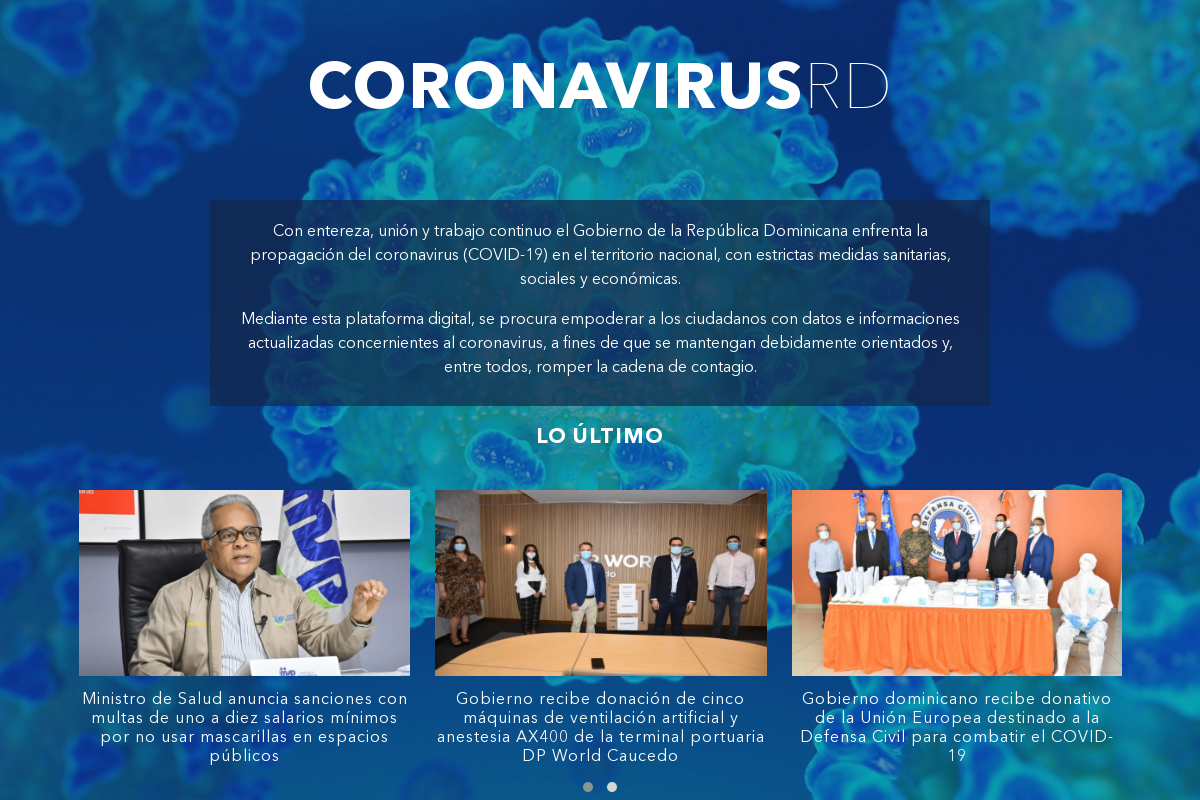 CORONAVIRUSRD
Con entereza, unión y trabajo continuo el Gobierno de la República Dominicana enfrenta la
propagación del coronavirus (COVID-19) en el territorio nacional, con estrictas medidas sanitarias,
sociales y económicas.
Mediante esta plataforma digital, se procura empoderar a los ciudadanos con datos e informaciones
actualizadas concernientes al coronavirus, a fines de que se mantengan debidamente orientados y,
entre todos, romper la cadena de contagio.
LO ÚLTIMO
DEFENSA CIVIL
DP WORL
Ministro de Salud anuncia sanciones con
multas de uno a diez salarios mínimos
por no usar mascarillas en espacios
públicos
Gobierno recibe donación de cinco
máquinas de ventilación artificial y
anestesia AX400 de la terminal portuaria
DP World Caucedo
Gobierno dominicano recibe donativo
de la Unión Europea destinado a la
Defensa Civil para combatir el COVID-
19